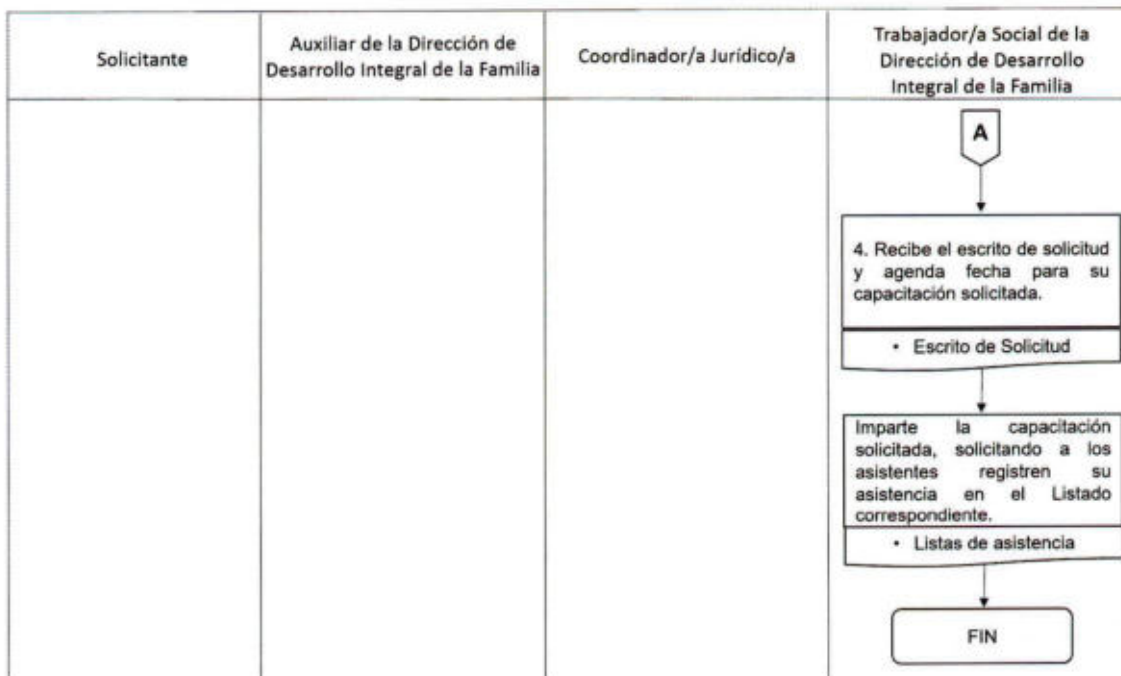 Solicitante
Auxiliar de la Dirección de
Desarrollo Integral de la Familia
Coordinador/a Jurídico/a
Trabajador/a Social de la
Dirección de Desarrollo
Integral de la Familia
A
4. Recibe el escrito de solicitud
y agenda fecha para su
capacitación solicitada.
• Escrito de Solicitud
Imparte la capacitación
solicitada, solicitando a los
asistentes registren su
asistencia en el Listado
correspondiente.
• Listas de asistencia
FIN